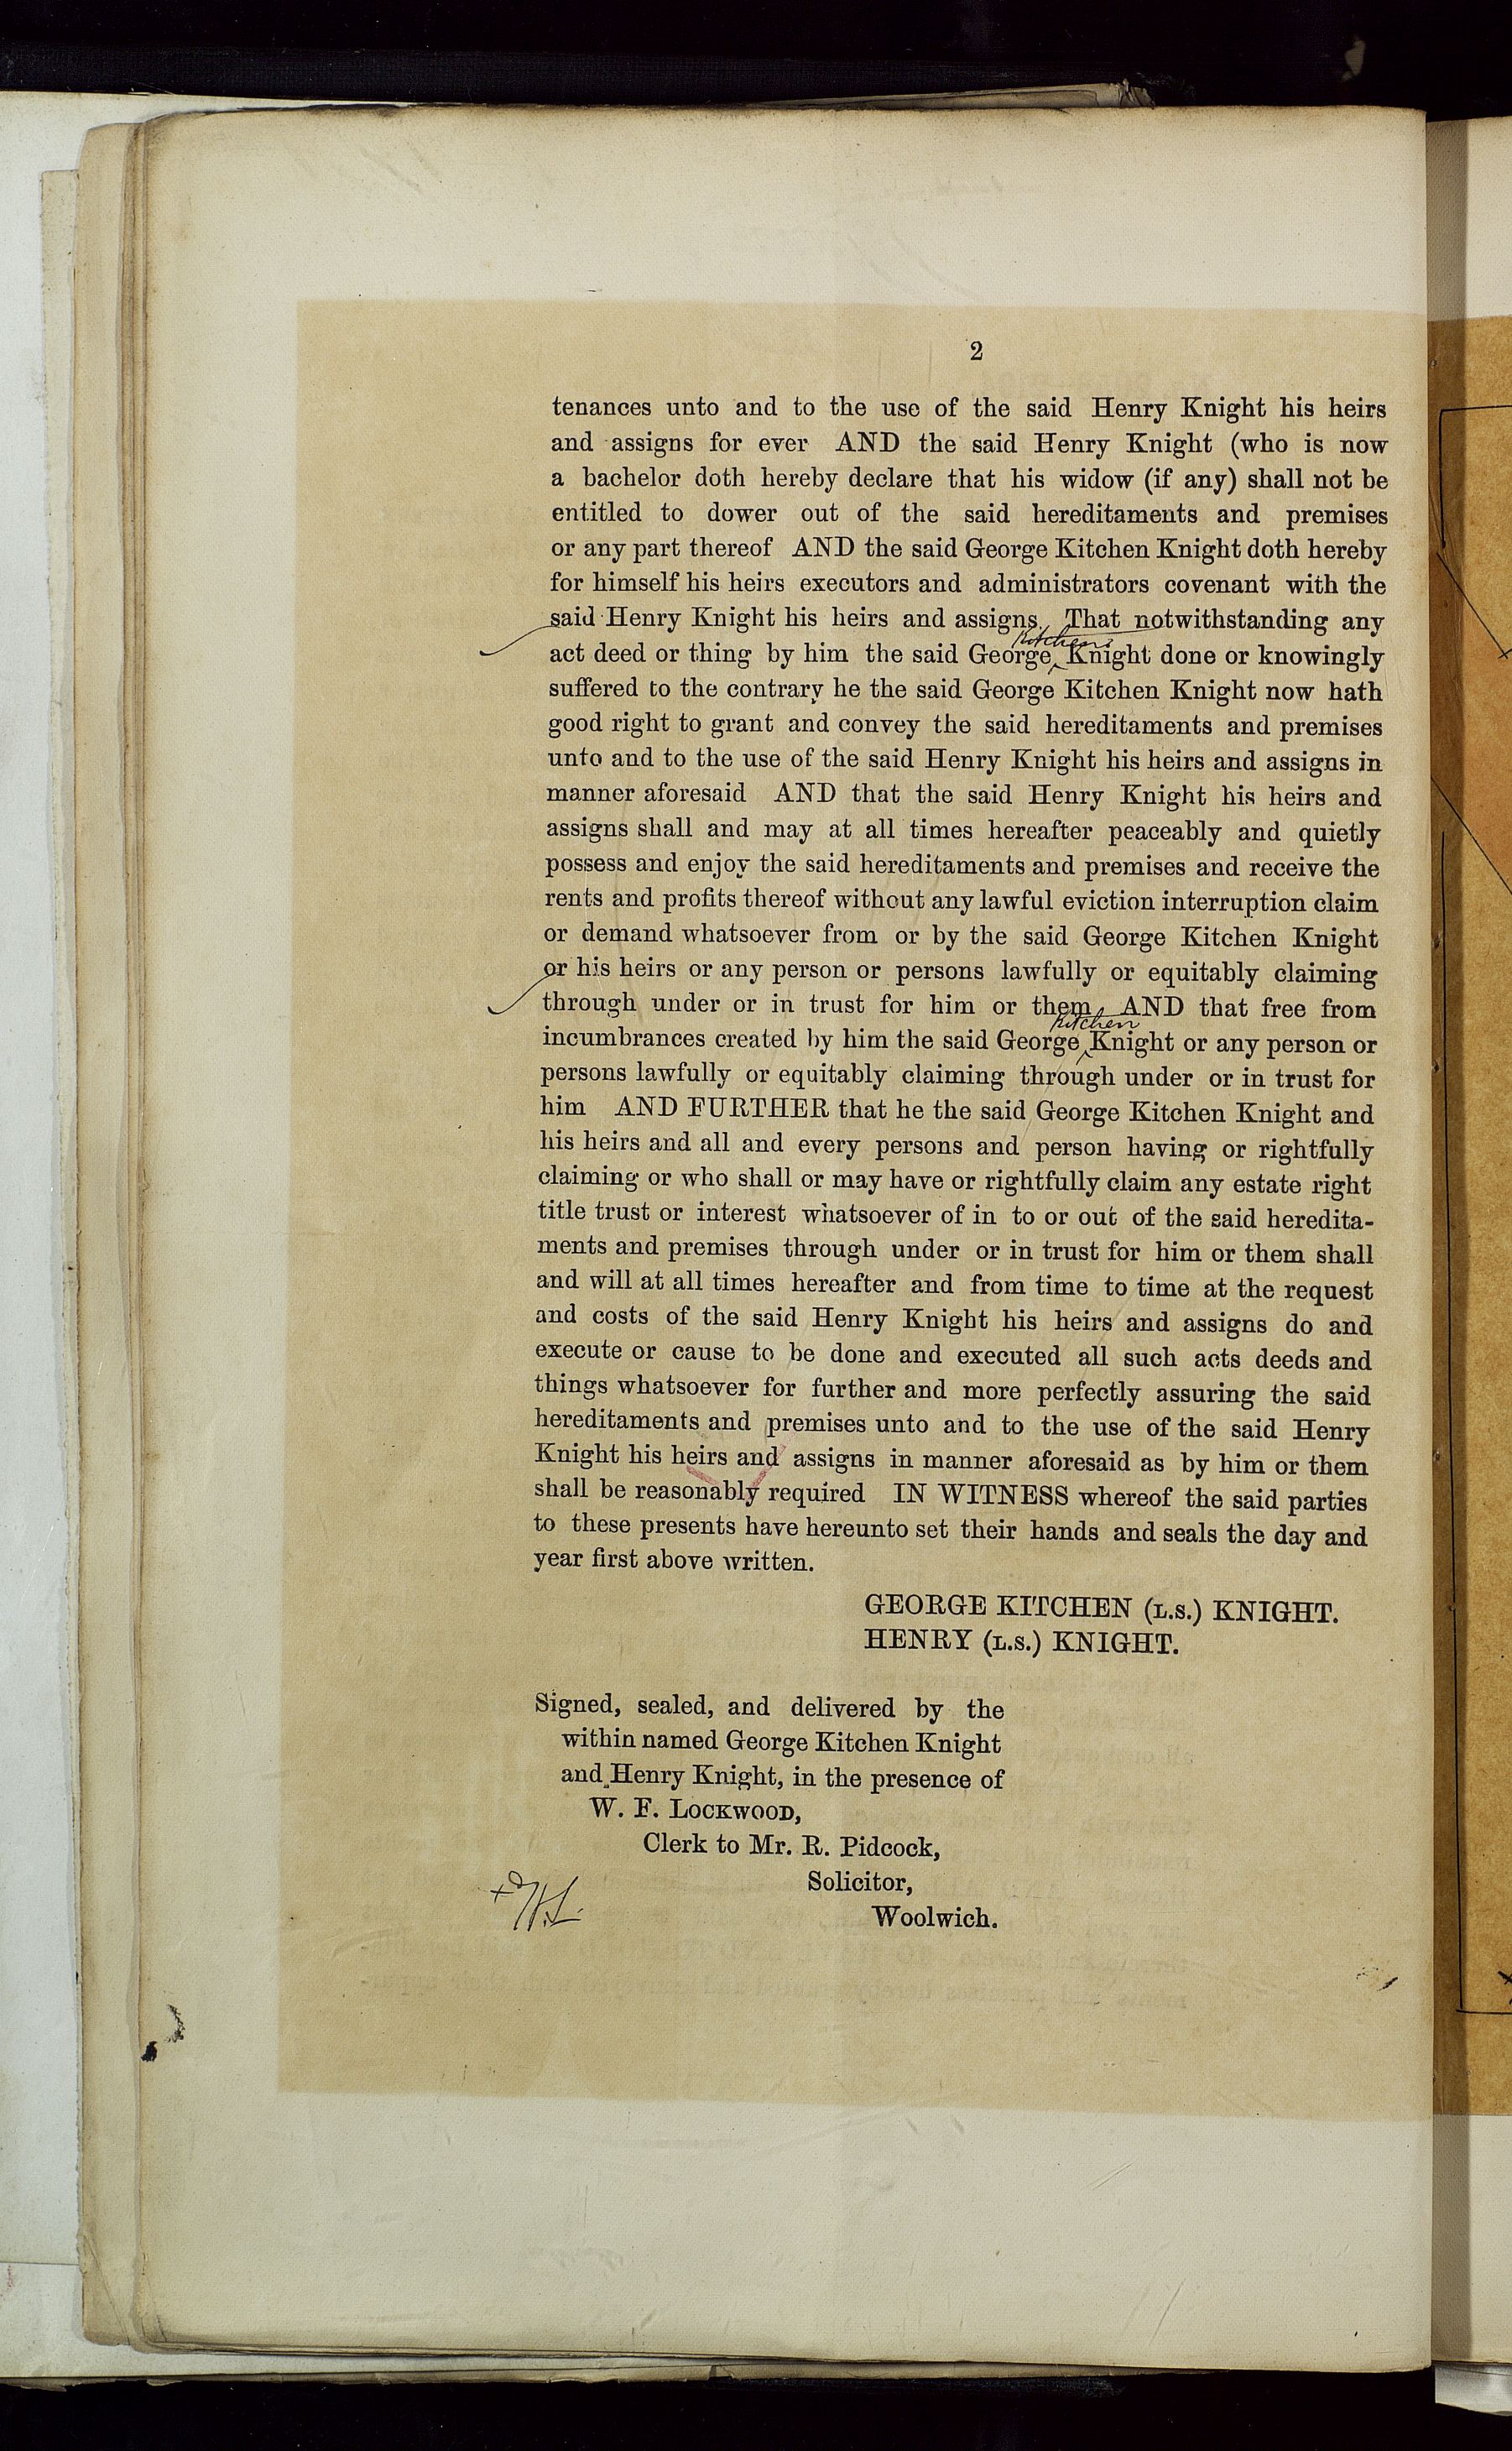 2
tenances unto and to the use of the said Henry Knight his heirs
and assigns for ever AND the said Henry Knight (who is now
a bachelor doth hereby declare that his widow (if any) shall not be
entitled to dower out of the said hereditaments and premises
or any part thereof AND the said George Kitchen Knight doth hereby
for himself his heirs executors and administrators covenant with the
said Henry Knight his heirs and assigns. That notwithstanding any
Kitchen
act deed or thing by him the said George Knight done or knowingly
suffered to the contrary he the said George Kitchen Knight now hath
good right to grant and convey the said hereditaments and premises
unto and to the use of the said Henry Knight his heirs and assigns in
manner aforesaid AND that the said Henry Knight his heirs and
assigns shall and may at all times hereafter peaceably and quietly
possess and enjoy the said hereditaments and premises and receive the
rents and profits thereof without any lawful eviction interruption claim
or demand whatsoever from or by the said George Kitchen Knight
or his heirs or any person or persons lawfully or equitably claiming
through under or in trust for him or them AND that free from
Kitchen
incumbrances created by him the said George Knight or any person or
persons lawfully or equitably claiming through under or in trust for
him AND FURTHER that he the said George Kitchen Knight and
his heirs and all and every persons and person having or rightfully
claiming or who shall or may have or rightfully claim any estate right
title trust or interest whatsoever of in to or out of the said heredita-
ments and premises through under or in trust for him or them shall
and will at all times hereafter and from time to time at the request
and costs of the said Henry Knight his heirs and assigns do and
execute or cause to be done and executed all such acts deeds and
things whatsoever for further and more perfectly assuring the said
hereditaments and premises unto and to the use of the said Henry
Knight his heirs and assigns in manner aforesaid as by him or them
shall be reasonably required IN WITNESS whereof the said parties
to these presents have hereunto set their hands and seals the day and
year first above written.
GEORGE KITCHEN (L.S.) KNIGHT.
HENRY (L.S.) KNIGHT.
Signed, sealed, and delivered by the
within named George Kitchen Knight
and Henry Knight, in the presence of
W. F. LOCKWOOD,
Clerk to Mr. R. Pidcock,
Solicitor,
Woolwich.